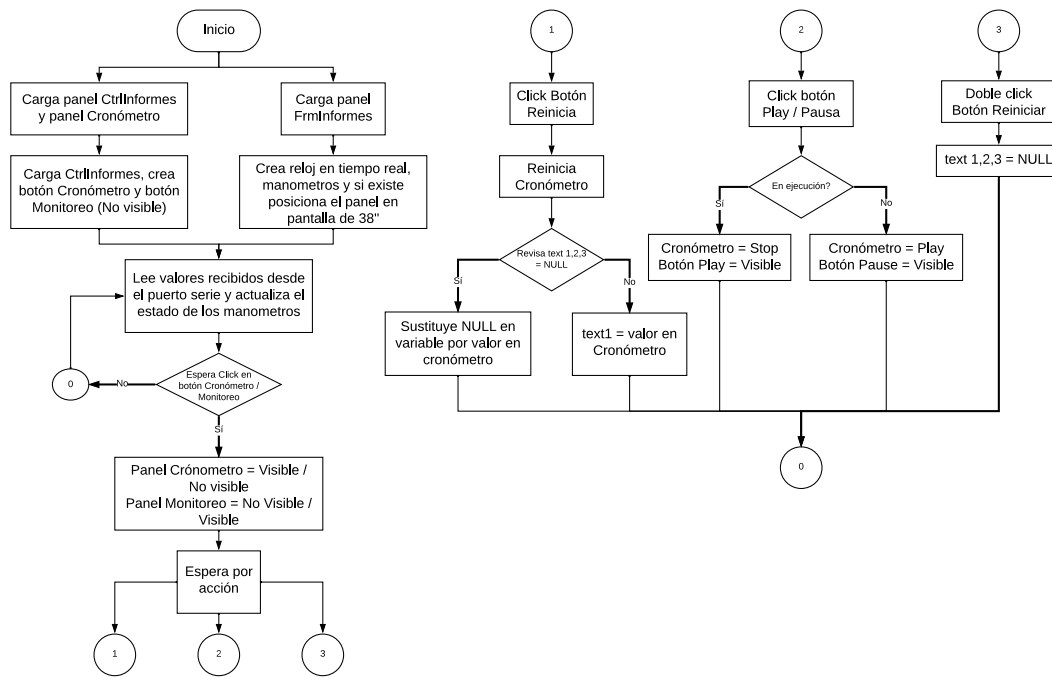 Inicio
Carga panel CtrlInformes
y panel Cronómetro
Carga panel
FrmInformes
Carga CtrInformes, crea
botón Cronómetro y botón
Monitoreo (No visible)
Crea reloj en tiempo real,
manometros y si existe
posiciona el panel en
pantalla de 38"
Lee valores recibidos desde
el puerto serie y actualiza el
estado de los manometros
0
No
Espera Click en
botón Cronómetro /
Monitoreo
Sí
Panel Crónometro = Visible /
No visible
Panel Monitoreo = No Visible /
Visible
Espera por
acción
1
2
3
1
Click Botón
Reinicia
Reinicia
Cronómetro
Revisa text 1,2,3
= NULL
Sí
No
Sustituye NULL en
variable por valor en
cronómetro
text1 = valor en
Cronómetro
2
Click botón
Play / Pausa
En ejecución?
Sí
No
Cronómetro = Stop
Botón Play = Visible
Cronómetro = Play
Botón Pause = Visible
3
Doble click
Botón Reiniciar
text 1,2,3 = NULL
0